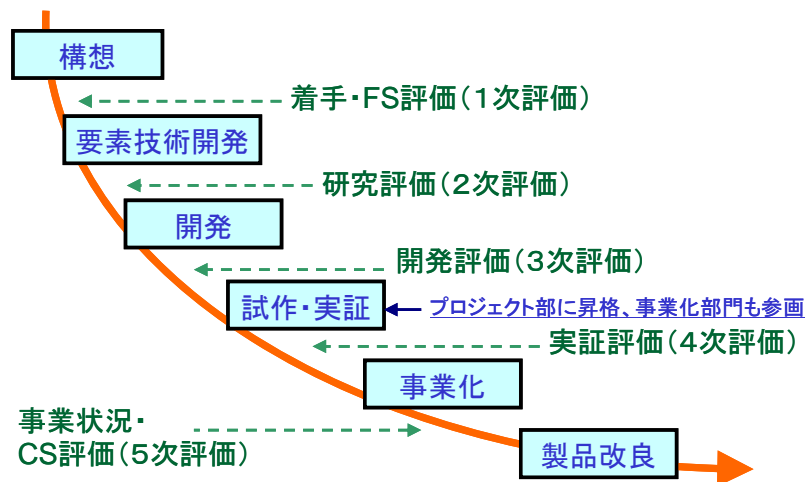 構想
着手・FS評価(1次評価)
要素技術開発
研究評価(2次評価)
開発
開発評価(3次評価)
試作・実証
プロジェクト部に昇格、事業化部門も参画
実証評価(4次評価)
事業化
事業状況・
CS評価(5次評価)
製品改良